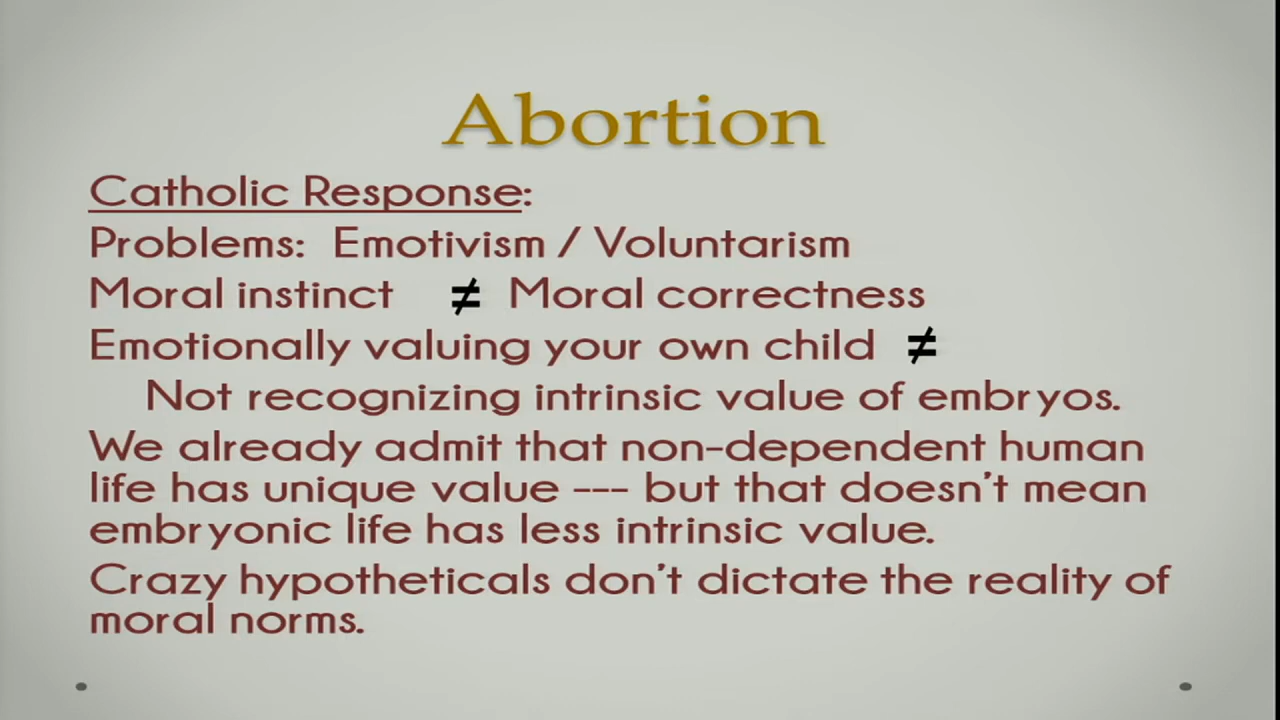 Abortion
Catholic Response:
Problems: Emotivism / Voluntarism
Moral instinct ≠ Moral correctness
Emotionally valuing your own child ≠
Not recognizing intrinsic value of embryos.
We already admit that non-dependent human
life has unique value --- but that doesn't mean
embryonic life has less intrinsic value.
Crazy hypotheticals don't dictate the reality of
moral norms.